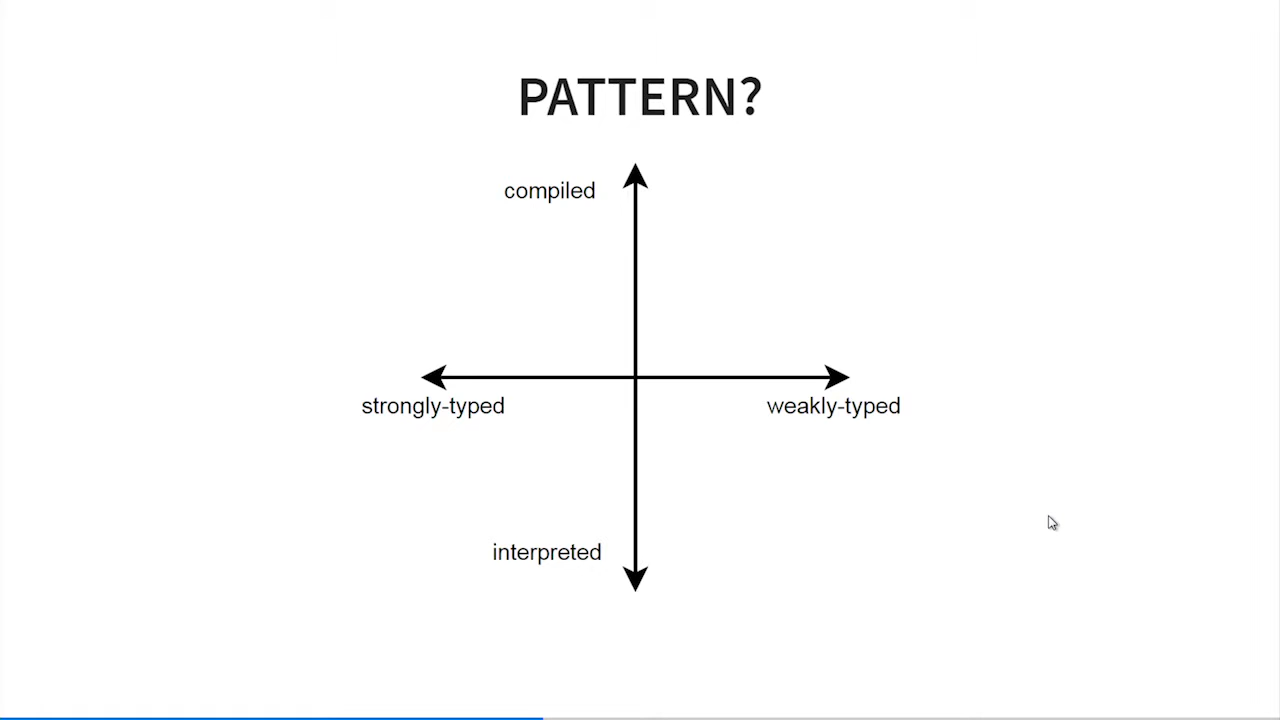 PATTERN?
compiled
strongly-typed
weakly-typed
interpreted